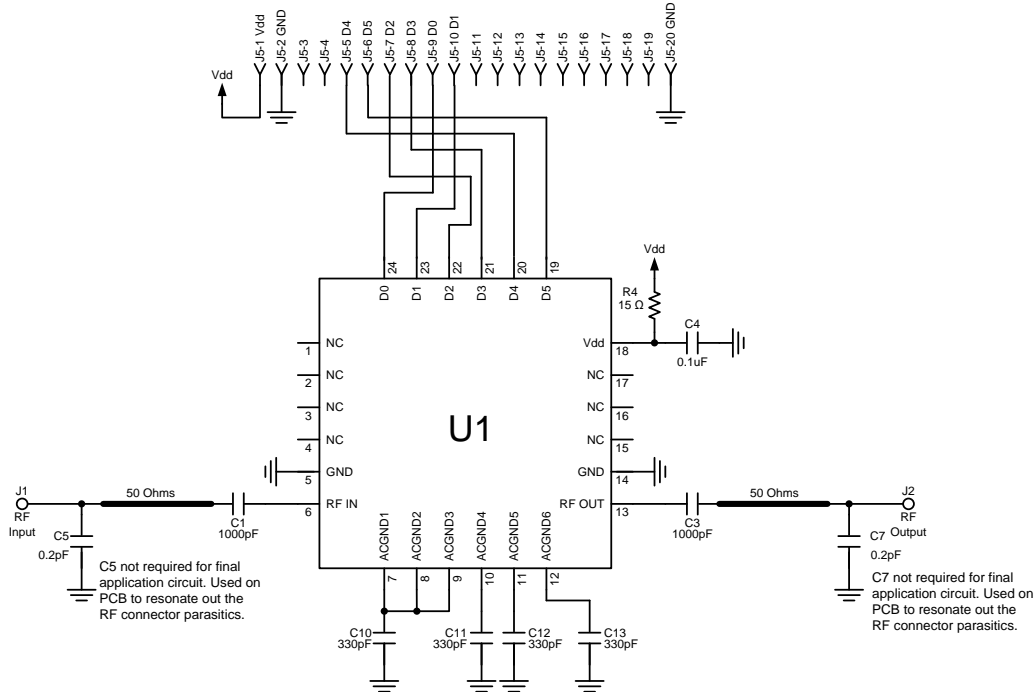 J5-1 Vdd
J5-2 GND
J5-3
J5-4
J5-5 D4
J5-6 D5
J5-7 D2
J5-8 D3
J5-9 D0
J5-10 D1
J5-11
J5-12
J5-13
J5-14
J5-15
J5-16
J5-17
J5-18
J5-19
J5-20 GND
Vdd
24
23
22
21
20
19
D0
D1
D2
D3
D4
D5
Vdd
R4
15 Ω
C4
0.1uF
NC
1
NC
2
NC
3
NC
4
GND
5
RF IN
6
U1
Vdd
18
NC
17
NC
16
NC
15
GND
14
RF OUT
13
J1
RF
Input
50 Ohms
C1
1000pF
C5
0.2pF
C5 not required for final
application circuit. Used on
PCB to resonate out the
RF connector parasitics.
ACGND1
ACGND2
ACGND3
ACGND4
ACGND5
ACGND6
7
8
9
10
11
12
C10
330pF
C11
330pF
C12
330pF
C13
330pF
C3
1000pF
50 Ohms
J2
RF
Output
C7
0.2pF
C7 not required for final
application circuit. Used on
PCB to resonate out the
RF connector parasitics.